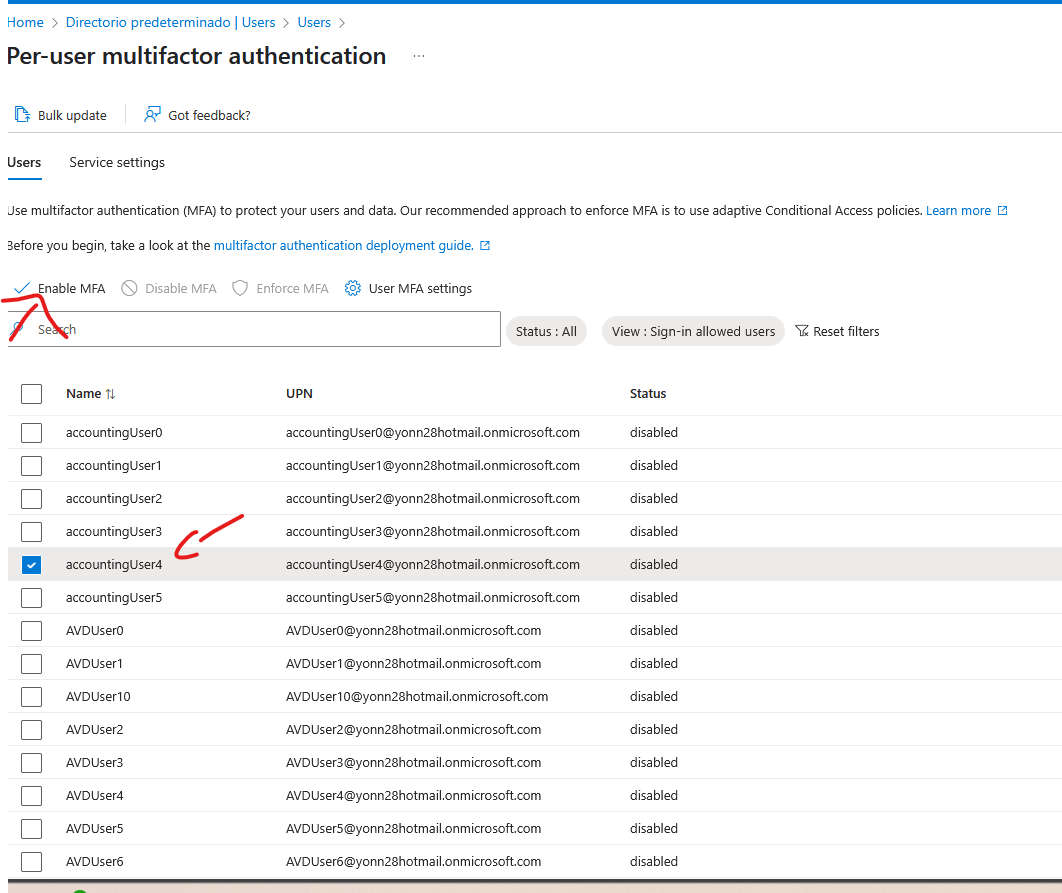 Home > Directorio predeterminado | Users > Users >
Per-user multifactor authentication ...
Bulk update Got feedback?
Users Service settings
Use multifactor authentication (MFA) to protect your users and data. Our recommended approach to enforce MFA is to use adaptive Conditional Access policies. Learn more
Before you begin, take a look at the multifactor authentication deployment guide.
Enable MFA Disable MFA Enforce MFA User MFA settings
Search Status : All View : Sign-in allowed users Reset filters
Name UPN Status
accountingUser0 accountingUser0@yonn28hotmail.onmicrosoft.com disabled
accountingUser1 accountingUser1@yonn28hotmail.onmicrosoft.com disabled
accountingUser2 accountingUser2@yonn28hotmail.onmicrosoft.com disabled
accountingUser3 accountingUser3@yonn28hotmail.onmicrosoft.com disabled
accountingUser4 accountingUser4@yonn28hotmail.onmicrosoft.com disabled
accountingUser5 accountingUser5@yonn28hotmail.onmicrosoft.com disabled
AVDUser0 AVDUser0@yonn28hotmail.onmicrosoft.com disabled
AVDUser1 AVDUser1@yonn28hotmail.onmicrosoft.com disabled
AVDUser10 AVDUser10@yonn28hotmail.onmicrosoft.com disabled
AVDUser2 AVDUser2@yonn28hotmail.onmicrosoft.com disabled
AVDUser3 AVDUser3@yonn28hotmail.onmicrosoft.com disabled
AVDUser4 AVDUser4@yonn28hotmail.onmicrosoft.com disabled
AVDUser5 AVDUser5@yonn28hotmail.onmicrosoft.com disabled
AVDUser6 AVDUser6@yonn28hotmail.onmicrosoft.com disabled